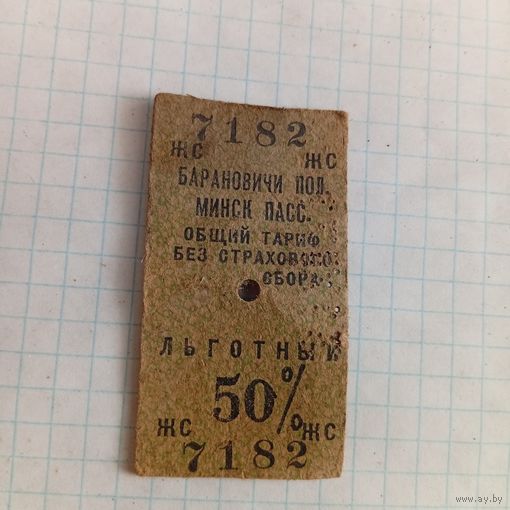 7182
ЖС ЖС
БАРАНОВИЧИ ПОЛ.
МИНСК ПАСС.
ОБЩИЙ ТАРИФ
БЕЗ СТРАХОВОГО
СБОРА
ЛЬГОТНЫЙ
50%
ЖС ЖС
7182
© www.ay.by